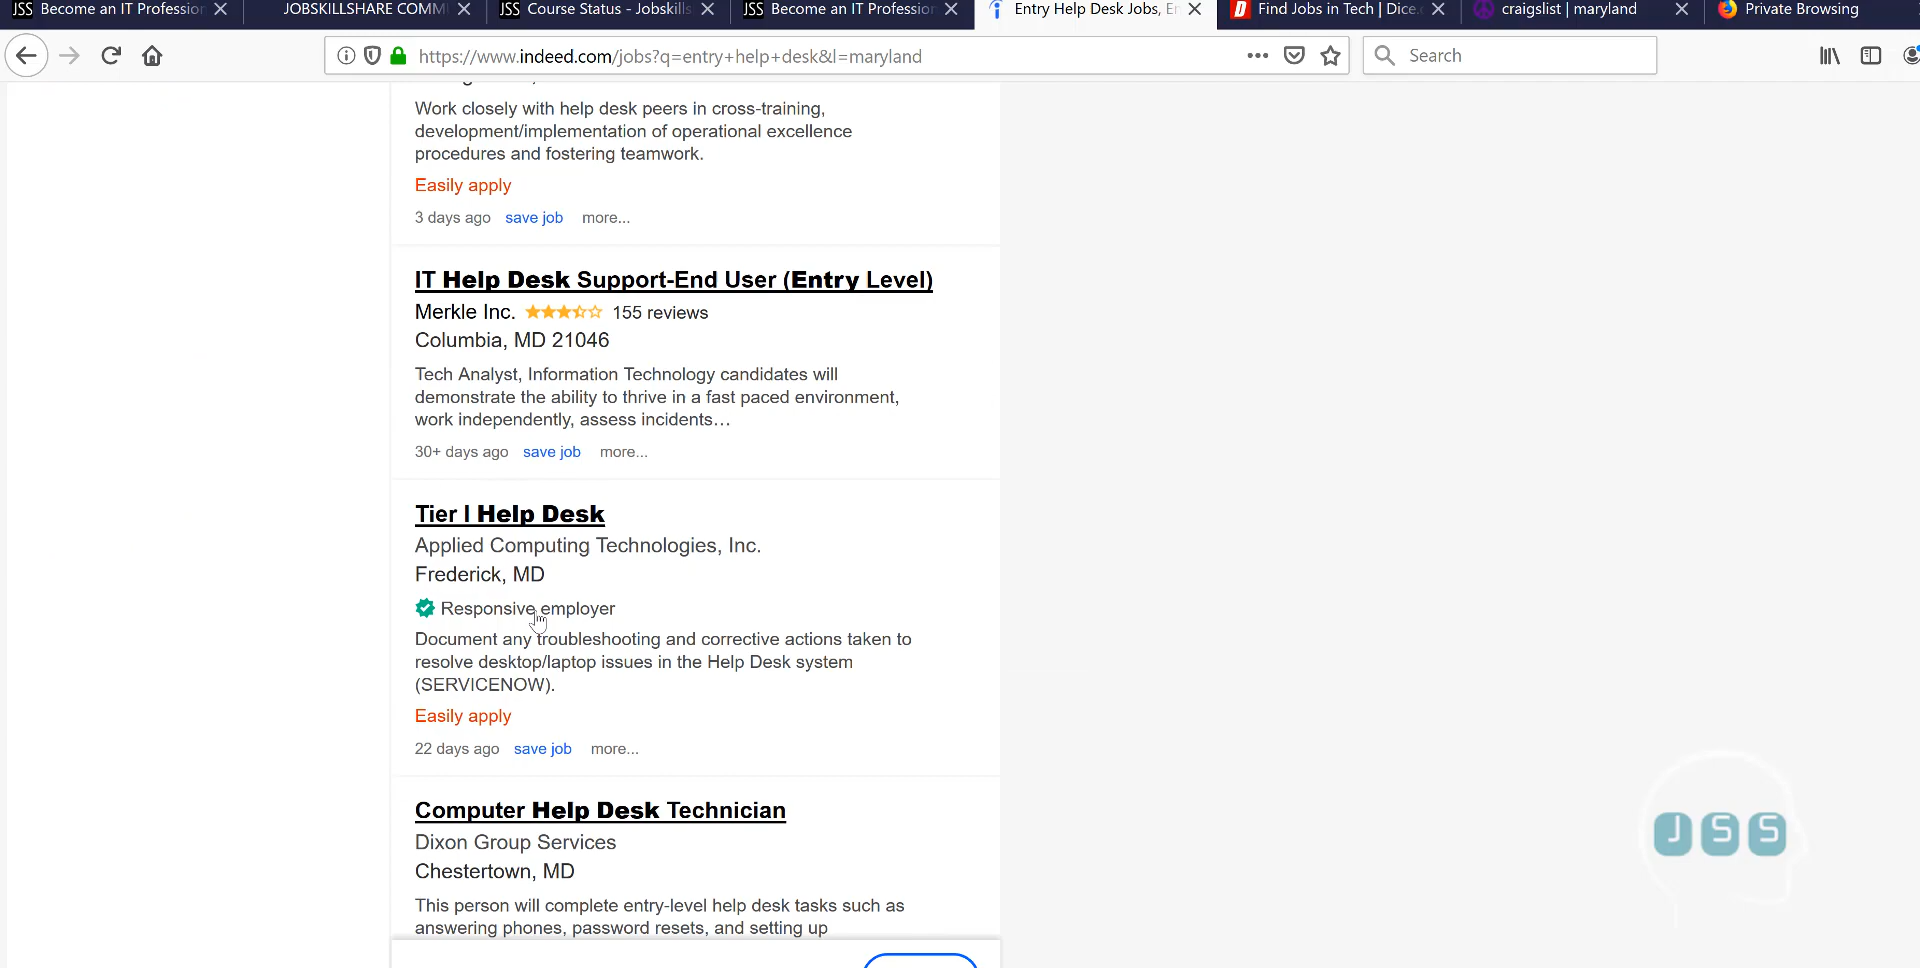 JSS Become an IT Profession
JOBSKILLSHARE COMM
JSS Course Status - Jobskills
JSS Become an IT Profession
Entry Help Desk Jobs, E
Find Jobs in Tech | Dice.
craigslist | maryland
Private Browsing
https://www.indeed.com/jobs?q=entry+help+desk&l=maryland
Search
Work closely with help desk peers in cross-training,
development/implementation of operational excellence
procedures and fostering teamwork.
Easily apply
3 days ago save job more...
IT Help Desk Support-End User (Entry Level)
Merkle Inc. 155 reviews
Columbia, MD 21046
Tech Analyst, Information Technology candidates will
demonstrate the ability to thrive in a fast paced environment,
work independently, assess incidents…
30+ days ago save job more...
Tier I Help Desk
Applied Computing Technologies, Inc.
Frederick, MD
Responsive employer
Document any troubleshooting and corrective actions taken to
resolve desktop/laptop issues in the Help Desk system
(SERVICENOW).
Easily apply
22 days ago save job more...
Computer Help Desk Technician
Dixon Group Services
Chestertown, MD
This person will complete entry-level help desk tasks such as
answering phones, password resets, and setting up
JSS